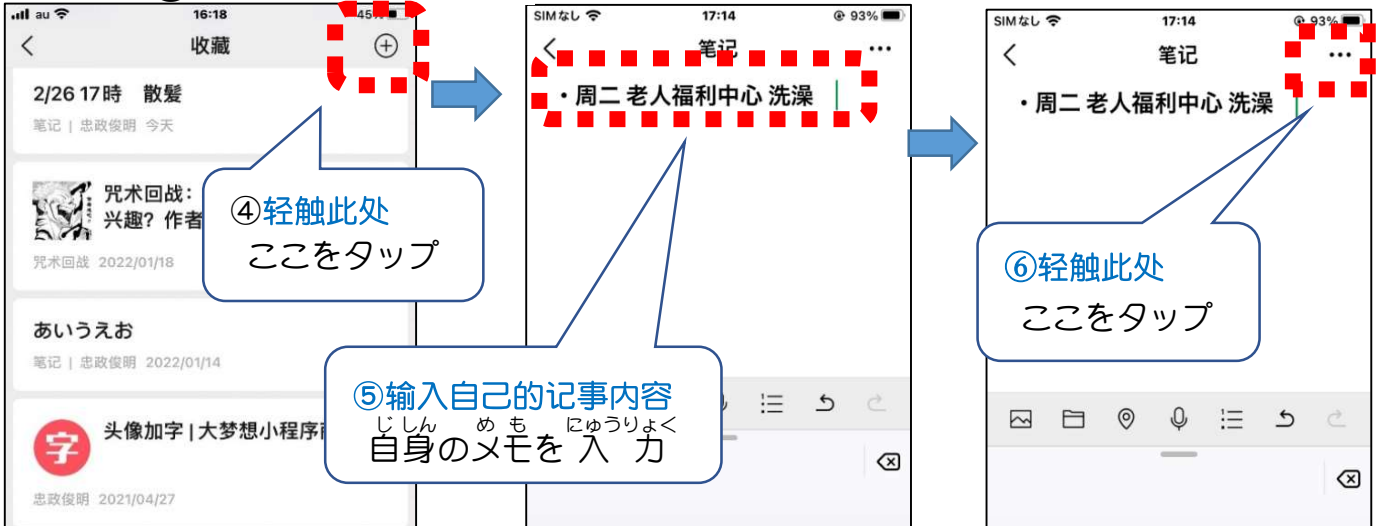 au 16:18 45%
收藏
2/26 17時 散髪
笔记 | 忠政俊明 今天
咒术回战：
兴趣？作者
咒术回战 2022/01/18
あいうえお
笔记 | 忠政俊明 2022/01/14
字
头像加字 | 大梦想小程序
忠政俊明 2021/04/27
④轻触此处
ここをタップ
SIMなし 17:14 93%
笔记
・周二 老人福利中心 洗澡
⑤输入自己的记事内容
じしん めも にゅうりょく
自身のメモを入力
SIMなし 17:14 93%
笔记
・周二 老人福利中心 洗澡
⑥轻触此处
ここをタップ